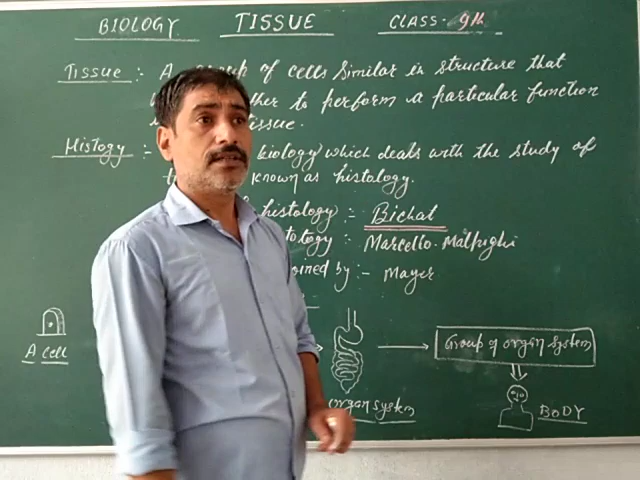 BIOLOGY TISSUE CLASS- 9th
Tissue :- A group of cells similar in structure that
ther to perform a particular function
issue.
Histogy :- biology which deals with the study of
known as histology.
histology :- Bichat
tology :- Marcello. Malpighi
oined by :- Mayer
A Cell
organ system
Group of organ system
BODY